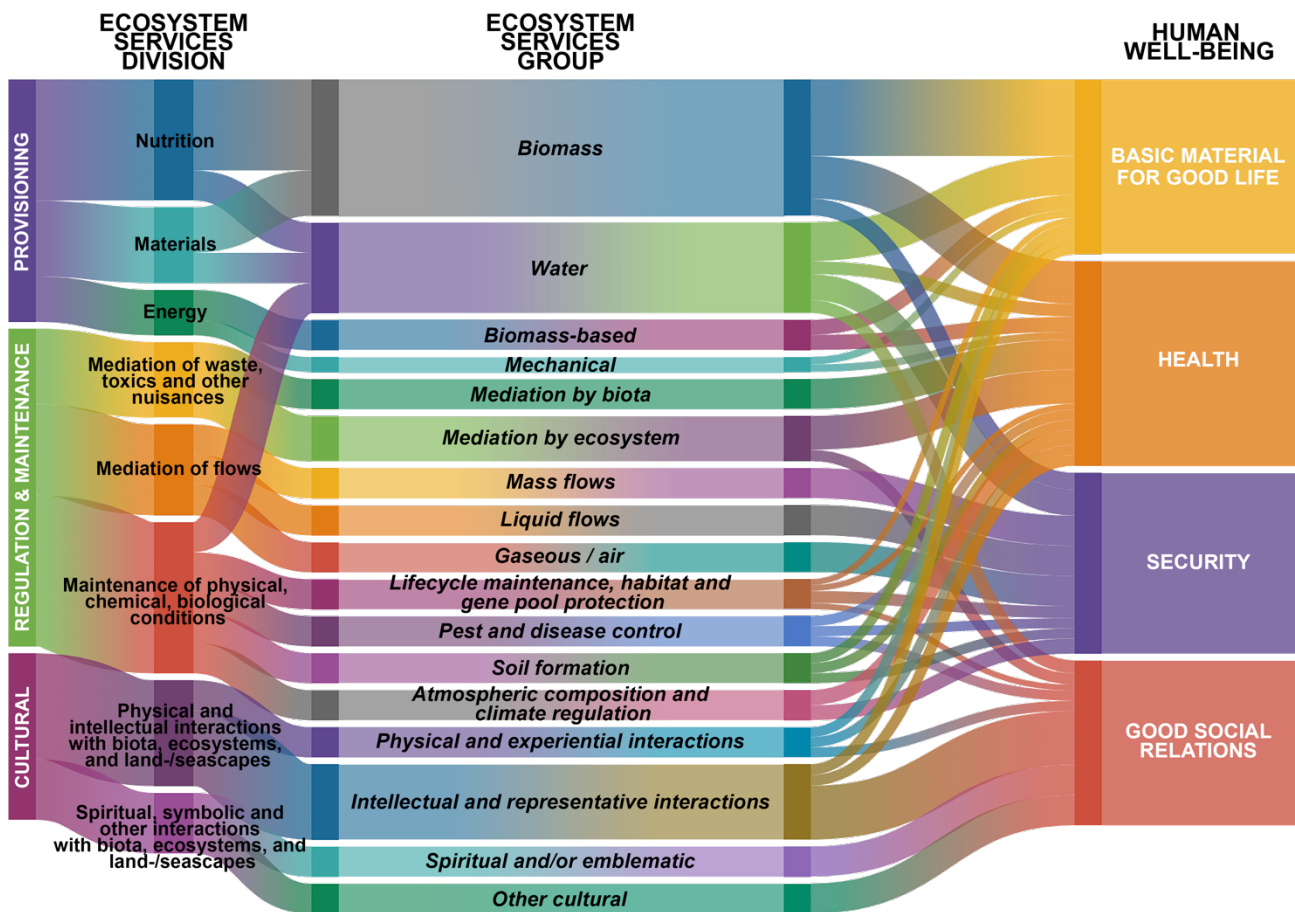 ECOSYSTEM
SERVICES
DIVISION
ECOSYSTEM
SERVICES
GROUP
HUMAN
WELL-BEING
PROVISIONING
REGULATION & MAINTENANCE
CULTURAL
Nutrition
Materials
Energy
Mediation of waste,
toxics and other
nuisances
Mediation of flows
Maintenance of physical,
chemical, biological
conditions
Physical and
intellectual interactions
with biota, ecosystems,
and land-/seascapes
Spiritual, symbolic and
other interactions
with biota, ecosystems, and
land-/seascapes
Biomass
Water
Biomass-based
Mechanical
Mediation by biota
Mediation by ecosystem
Mass flows
Liquid flows
Gaseous / air
Lifecycle maintenance, habitat and
gene pool protection
Pest and disease control
Soil formation
Atmospheric composition and
climate regulation
Physical and experiential interactions
Intellectual and representative interactions
Spiritual and/or emblematic
Other cultural
BASIC MATERIAL
FOR GOOD LIFE
HEALTH
SECURITY
GOOD SOCIAL
RELATIONS